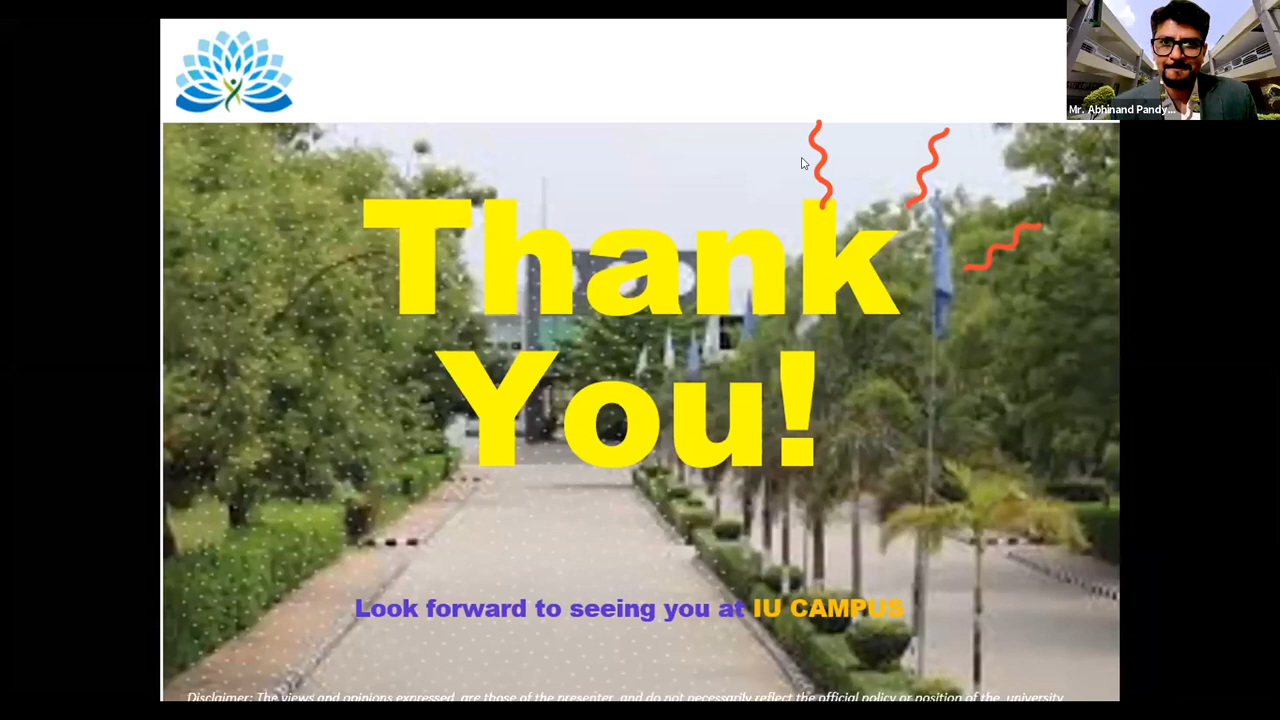 Mr. Abhinand Pandy...
Thank
You!
Look forward to seeing you at IU CAMPUS
Disclaimer: The views and opinions expressed are those of the presenter and do not necessarily reflect the official policy or position of the university